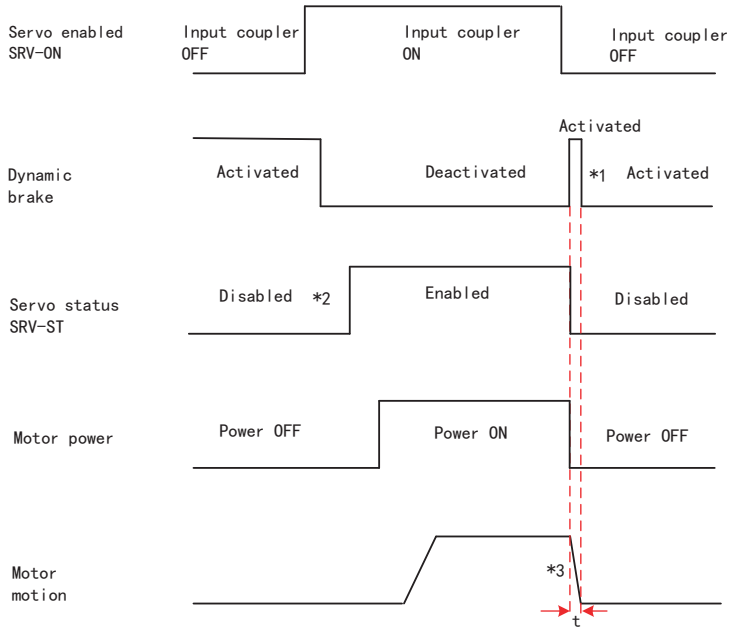 Servo enabled
SRV-ON
Input coupler
OFF
Input coupler
ON
Input coupler
OFF
Dynamic
brake
Activated
Deactivated
Activated
*1 Activated
Servo status
SRV-ST
Disabled *2
Enabled
Disabled
Motor power
Power OFF
Power ON
Power OFF
Motor
motion
*3
t